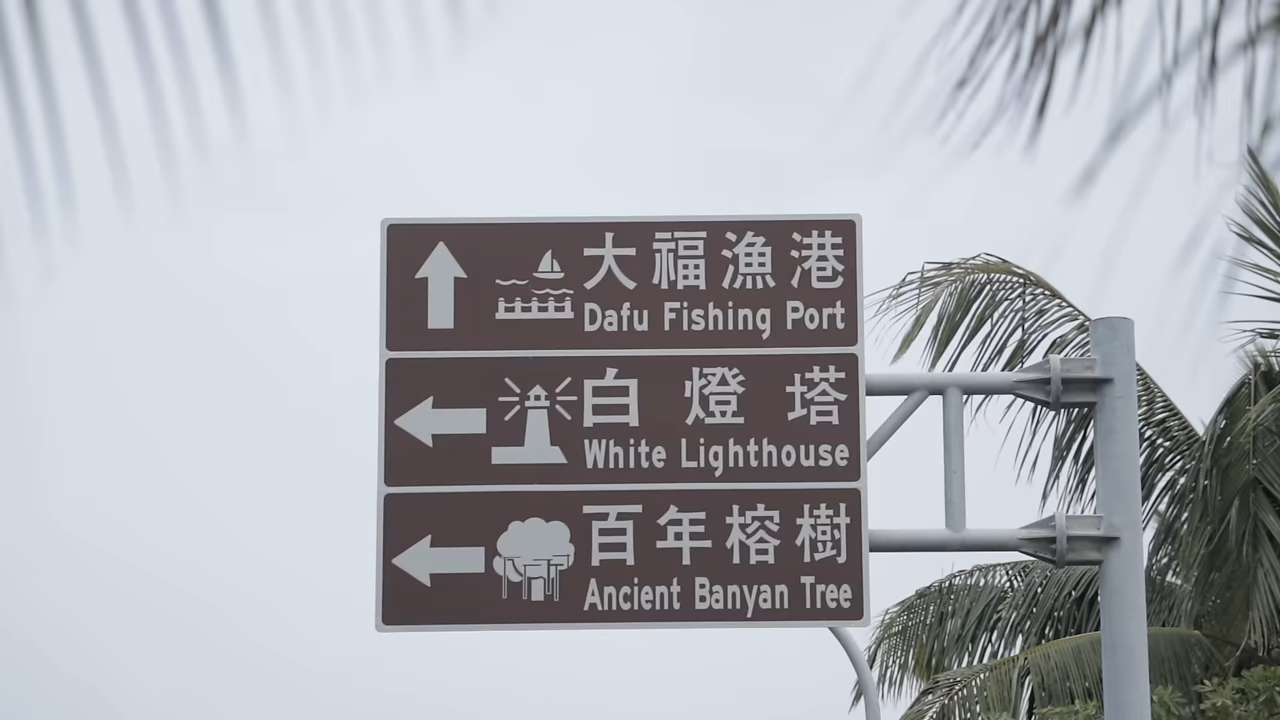 大福漁港
Dafu Fishing Port
白燈塔
White Lighthouse
百年榕樹
Ancient Banyan Tree